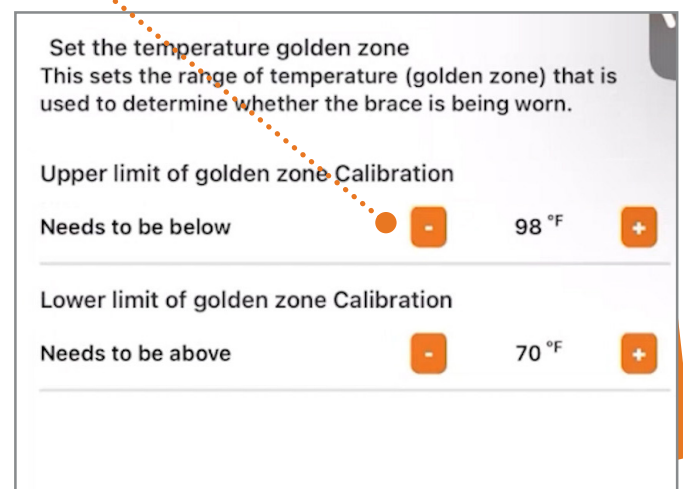 Set the temperature golden zone
This sets the range of temperature (golden zone) that is
used to determine whether the brace is being worn.
Upper limit of golden zone Calibration
Needs to be below - 98 °F +
Lower limit of golden zone Calibration
Needs to be above - 70 °F +